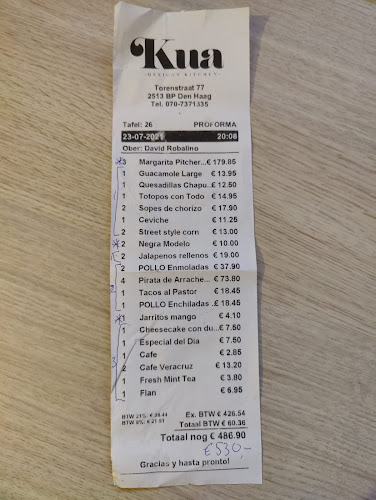 Kua
-MEXICAN KITCHEN-
Torenstraat 77
2513 BP Den Haag
Tel. 070-7371335
Tafel: 26 PROFORMA
23-07-2021 20:08
Ober: David Robalino
3 Margarita Pitcher... € 179.85
1 Guacamole Large € 13.95
1 Quesadillas Chapu.. € 12.50
1 Totopos con Todo € 14.95
2 Sopes de chorizo € 17.90
1 Ceviche € 11.25
2 Street style corn € 13.00
2 Negra Modelo € 10.00
2 Jalapenos rellenos € 19.00
2 POLLO Enmoladas € 37.90
4 Pirata de Arrache... € 73.80
1 Tacos al Pastor € 18.45
1 POLLO Enchiladas .. € 18.45
1 Jarritos mango € 4.10
1 Cheesecake con du... € 7.50
1 Especial del Dia € 7.50
1 Cafe € 2.85
2 Cafe Veracruz € 13.20
1 Fresh Mint Tea € 3.80
1 Flan € 6.95
BTW 21%: Ex. BTW € 426.54
BTW 9%: Totaal BTW € 60.36
Totaal nog € 486.90
€530,-
Gracias y hasta pronto!